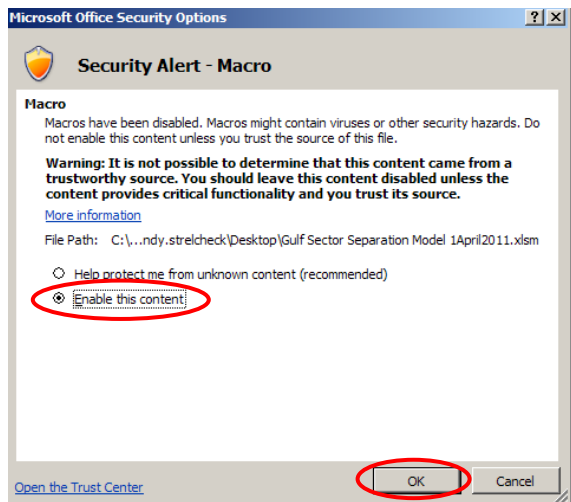 Microsoft Office Security Options
Security Alert - Macro
Macro
Macros have been disabled. Macros might contain viruses or other security hazards. Do
not enable this content unless you trust the source of this file.
Warning: It is not possible to determine that this content came from a
trustworthy source. You should leave this content disabled unless the
content provides critical functionality and you trust its source.
More information
File Path: C:\...ndy.strelcheck\Desktop\Gulf Sector Separation Model 1April2011.xlsm
Help protect me from unknown content (recommended)
Enable this content
Open the Trust Center
OK
Cancel